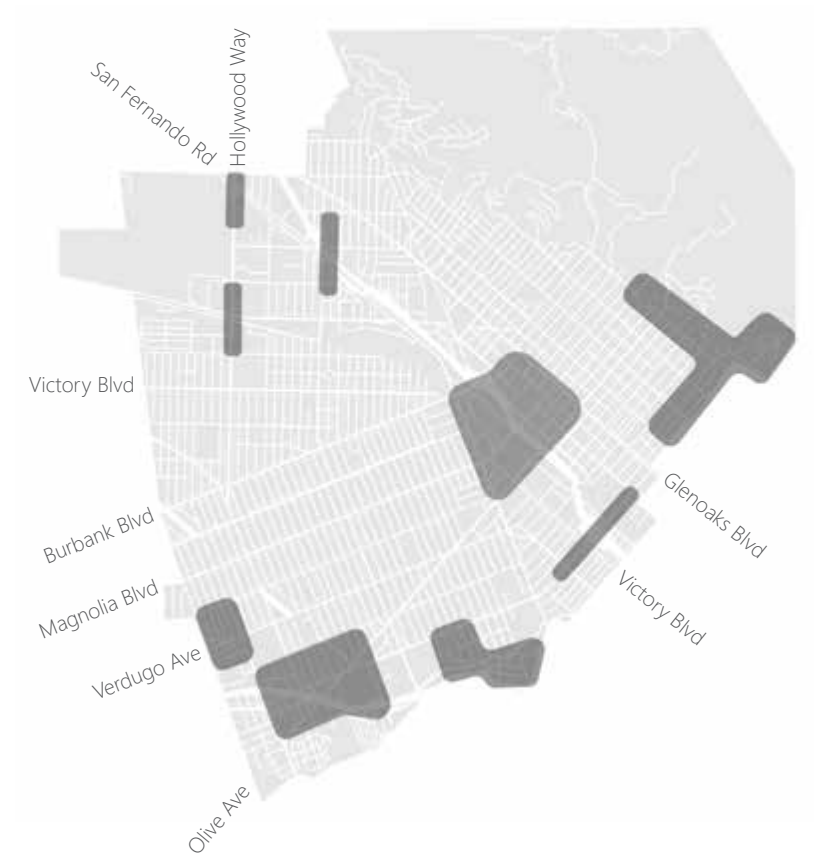 San Fernando Rd
Hollywood Way
Victory Blvd
Burbank Blvd
Magnolia Blvd
Verdugo Ave
Olive Ave
Glenoaks Blvd
Victory Blvd